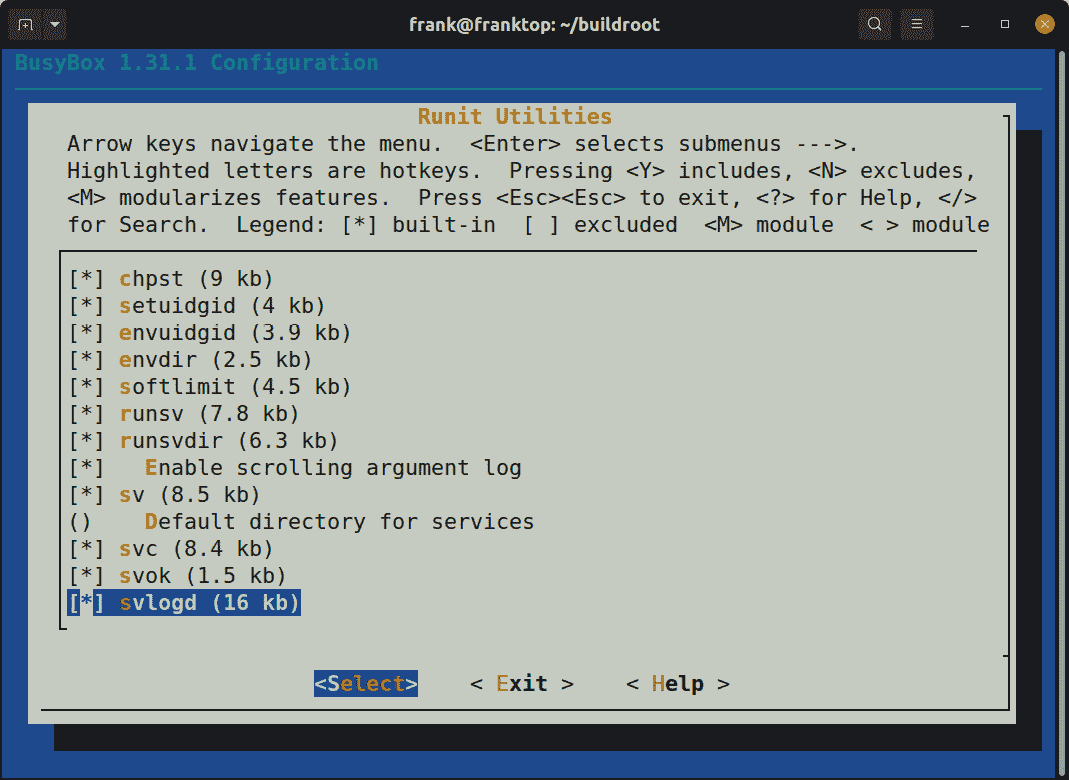 frank@franktop: ~/buildroot
BusyBox 1.31.1 Configuration
Runit Utilities
Arrow keys navigate the menu.  <Enter> selects submenus --->.
Highlighted letters are hotkeys.  Pressing <Y> includes, <N> excludes,
<M> modularizes features.  Press <Esc><Esc> to exit, <?> for Help, </>
for Search.  Legend: [*] built-in  [ ] excluded  <M> module  < > module
[*] chpst (9 kb)
[*] setuidgid (4 kb)
[*] envuidgid (3.9 kb)
[*] envdir (2.5 kb)
[*] softlimit (4.5 kb)
[*] runsv (7.8 kb)
[*] runsvdir (6.3 kb)
[*]   Enable scrolling argument log
[*] sv (8.5 kb)
()    Default directory for services
[*] svc (8.4 kb)
[*] svok (1.5 kb)
[*] svlogd (16 kb)
<Select>    < Exit >    < Help >